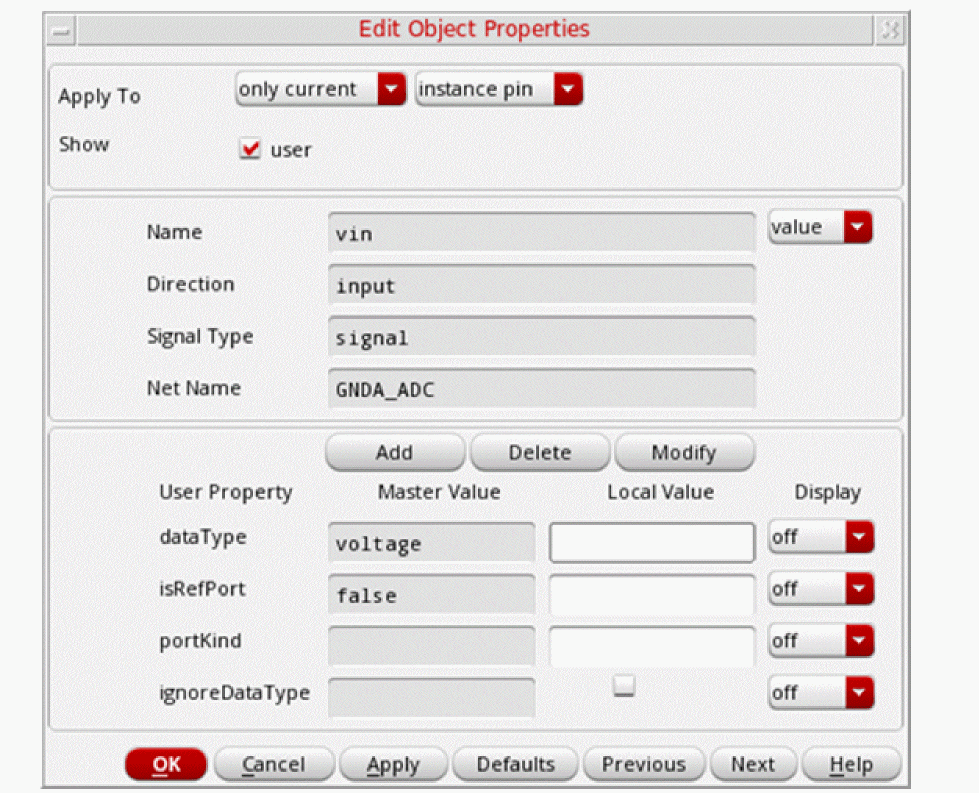 Edit Object Properties
Apply To only current instance pin
Show user
Name vin value
Direction input
Signal Type signal
Net Name GNDA_ADC
Add Delete Modify
User Property Master Value Local Value Display
dataType voltage off
isRefPort false off
portKind off
ignoreDataType off
OK Cancel Apply Defaults Previous Next Help